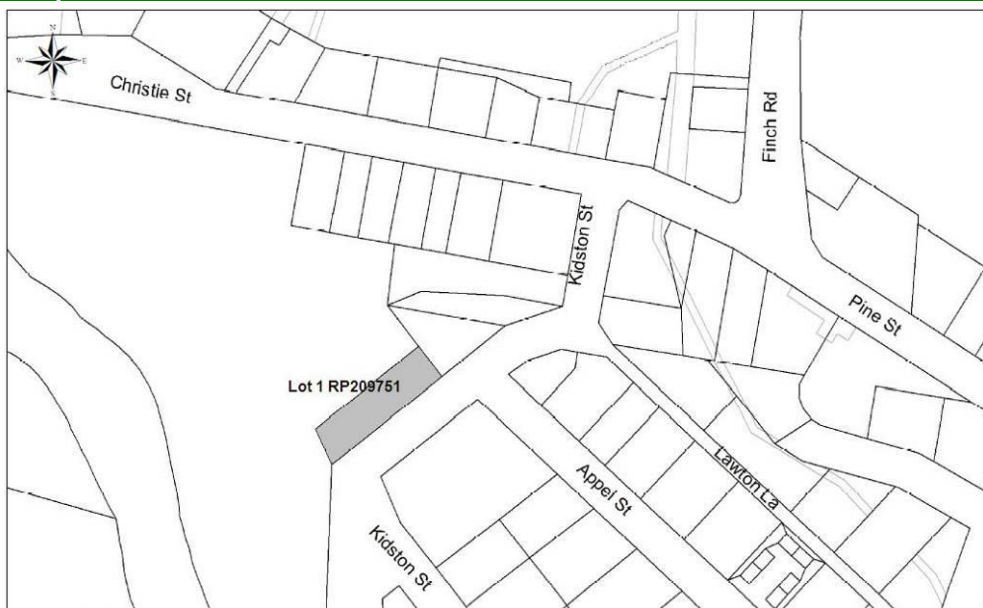 N
W E
S
Christie St
Finch Rd
Kidston St
Pine St
Lot 1 RP209751
Lawton La
Appel St
Kidston St